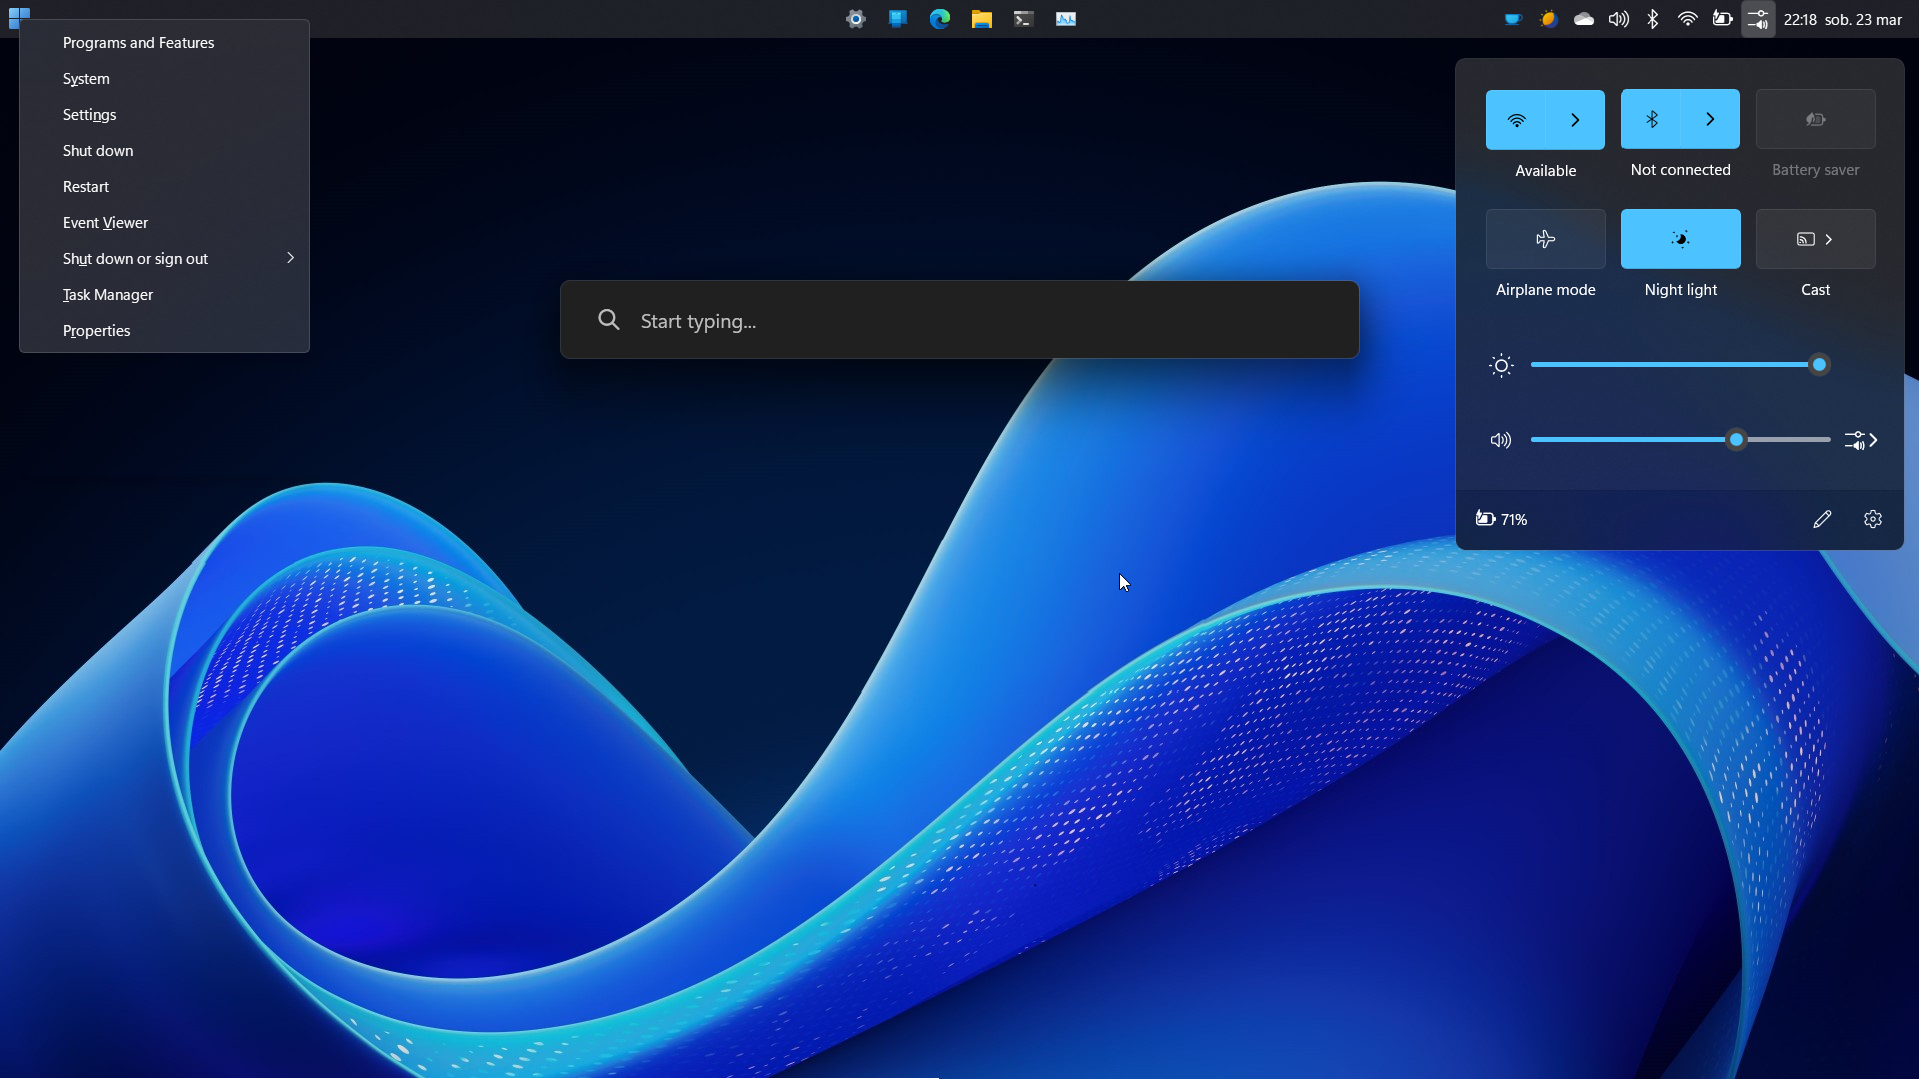 22:18 sob. 23 mar
Programs and Features
System
Settings
Shut down
Restart
Event Viewer
Shut down or sign out
Task Manager
Properties
Start typing...
Available
Not connected
Battery saver
Airplane mode
Night light
Cast
71%